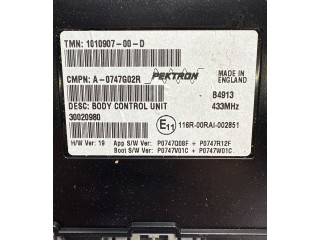 TMN: 1010907-00-D
CMPN: A-0747G02R PEKTRON MADE IN ENGLAND
B4913
DESC: BODY CONTROL UNIT 433MHz
30020980
E11 116R-00RAI-002851
H/W Ver: 19 App S/W Ver: P0747Q08F + P0747R12F
Boot S/W Ver: P0747V01C + P0747W01C